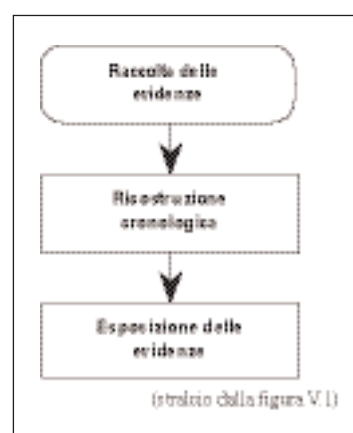 Raccolta delle
evidenze
Ricostruzione
cronologica
Esposizione delle
evidenze
(stralcio dalla figura V.1)